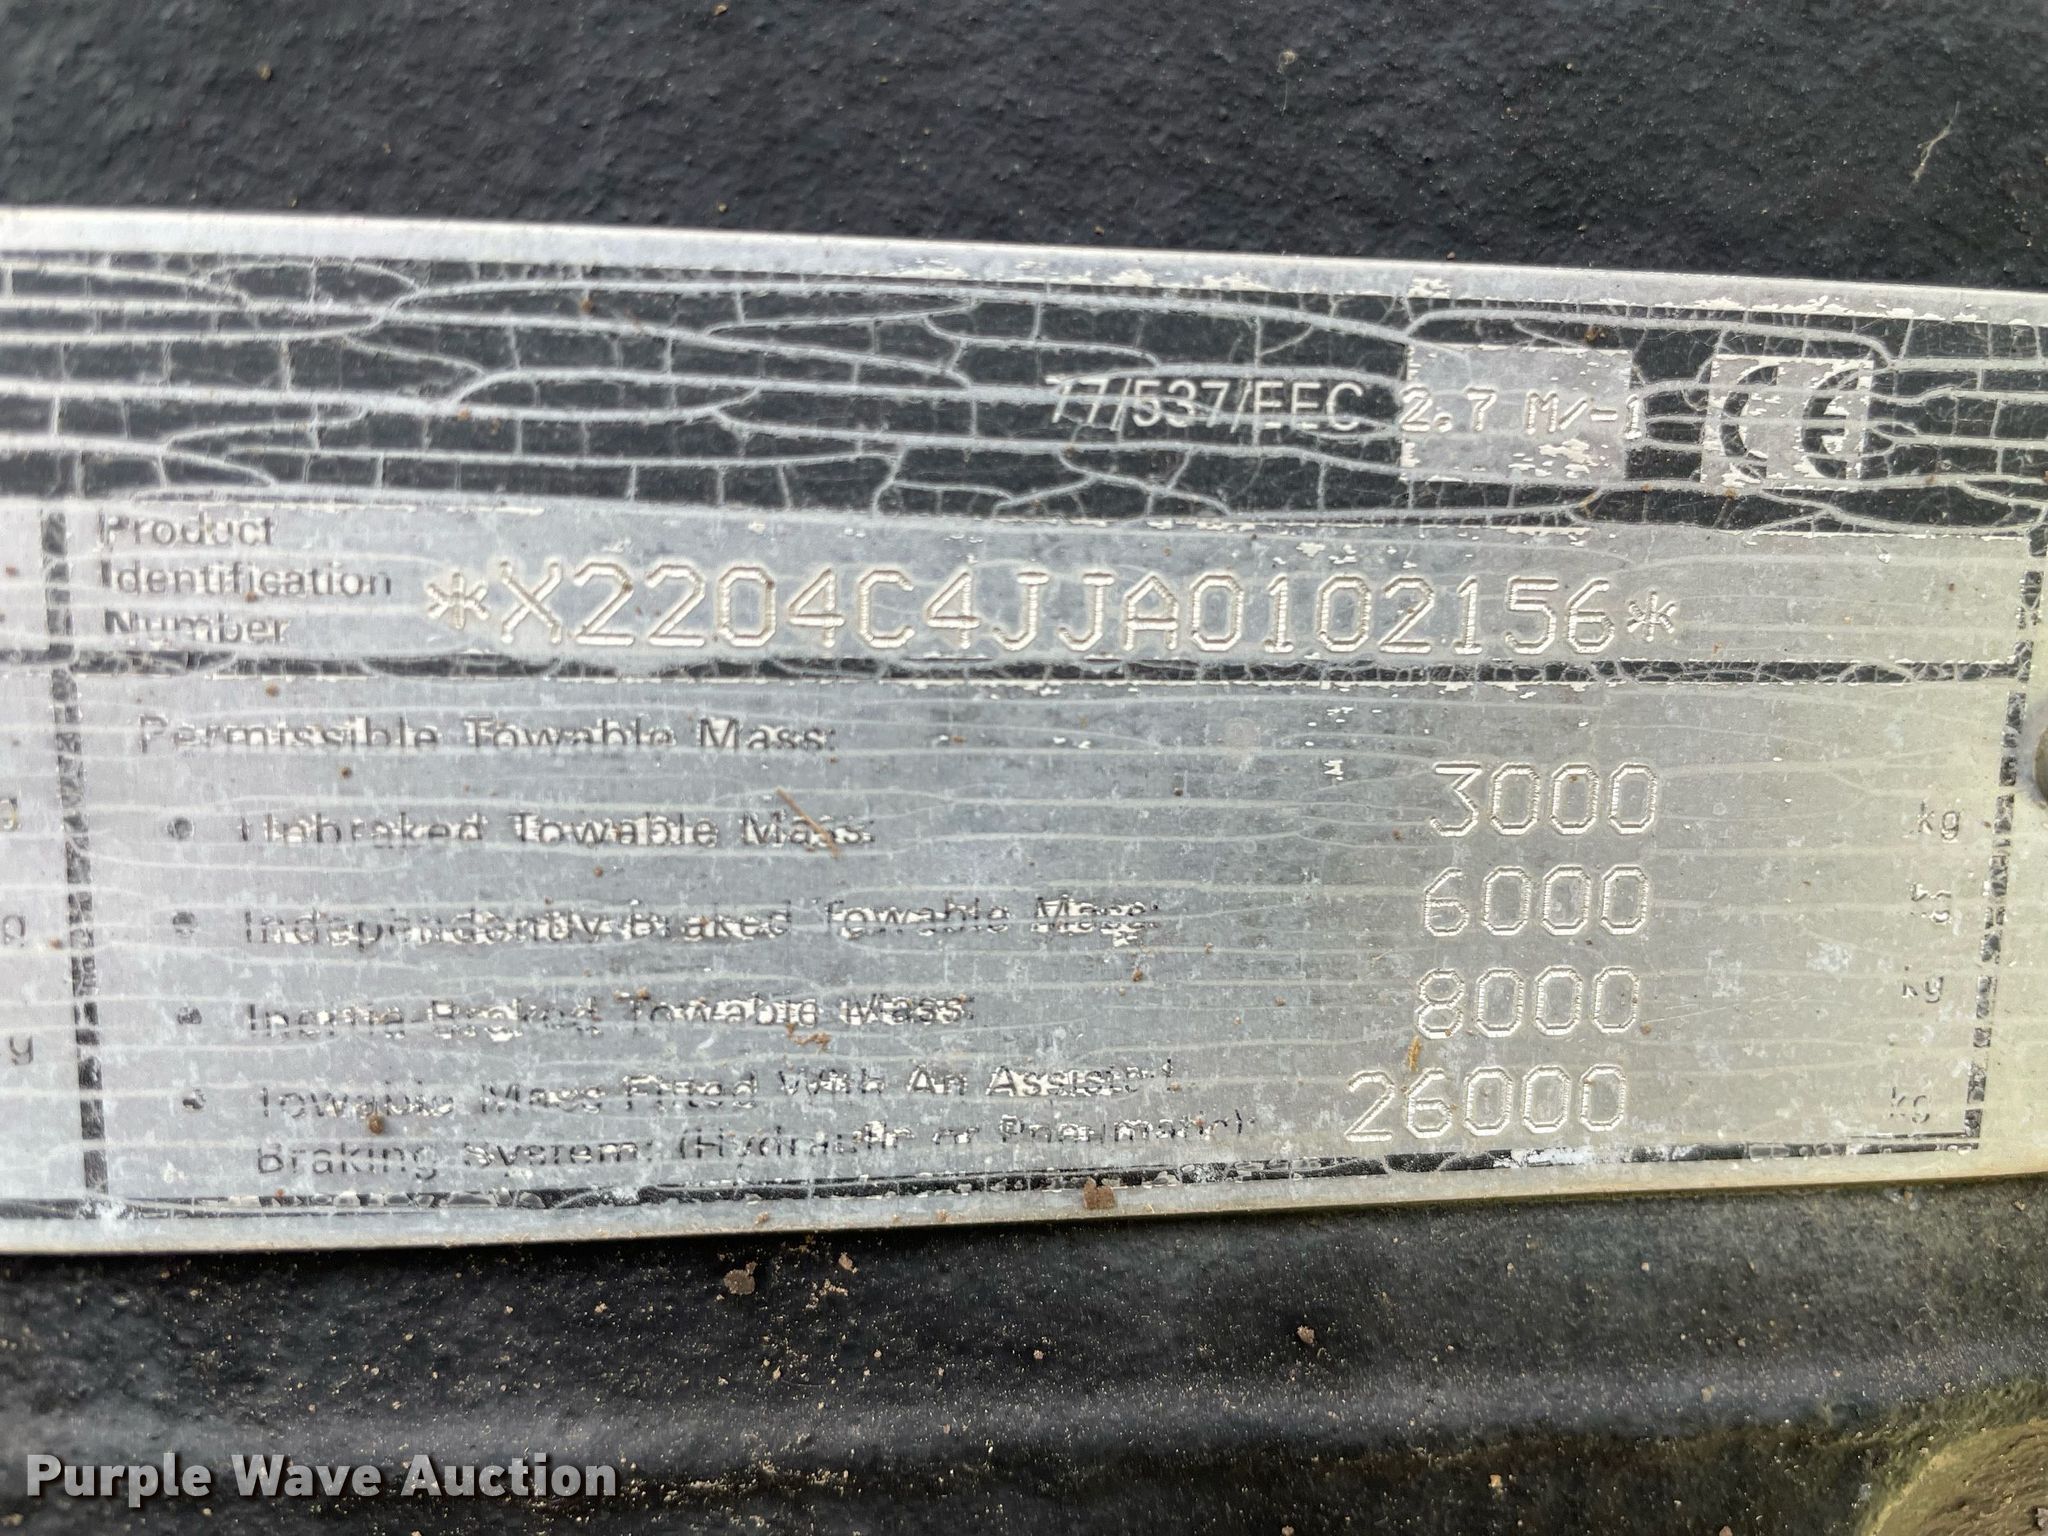 77/537/EEC 2.7 M/-1 CE
Product
Identification
Number
*X2204C4JJA0102156*
Permissible Towable Mass:
• Unbraked Towable Mass: 3000 kg
• Independently Braked Towable Mass: 6000 kg
• Inertia Braked Towable Mass: 8000 kg
• Towable Mass Fitted With An Assisted
Braking System: (Hydraulic or Pneumatic): 26000 kg
Purple Wave Auction